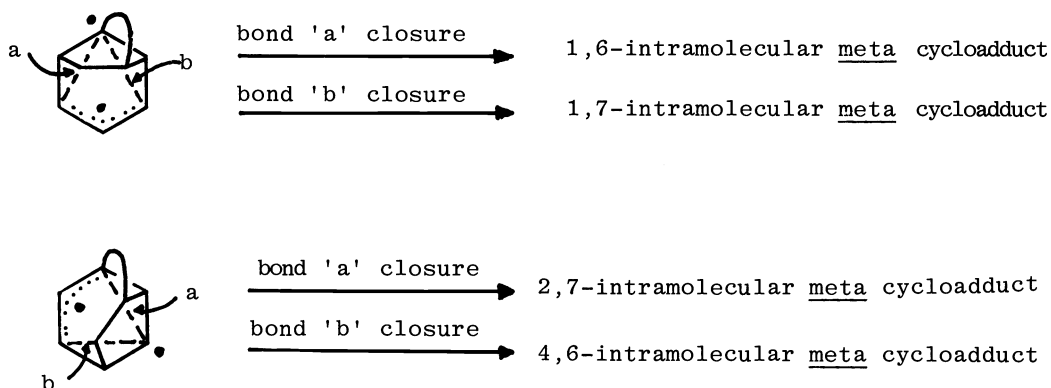 a
b
bond 'a' closure
1,6-intramolecular meta cycloadduct
bond 'b' closure
1,7-intramolecular meta cycloadduct
a
b
bond 'a' closure
2,7-intramolecular meta cycloadduct
bond 'b' closure
4,6-intramolecular meta cycloadduct